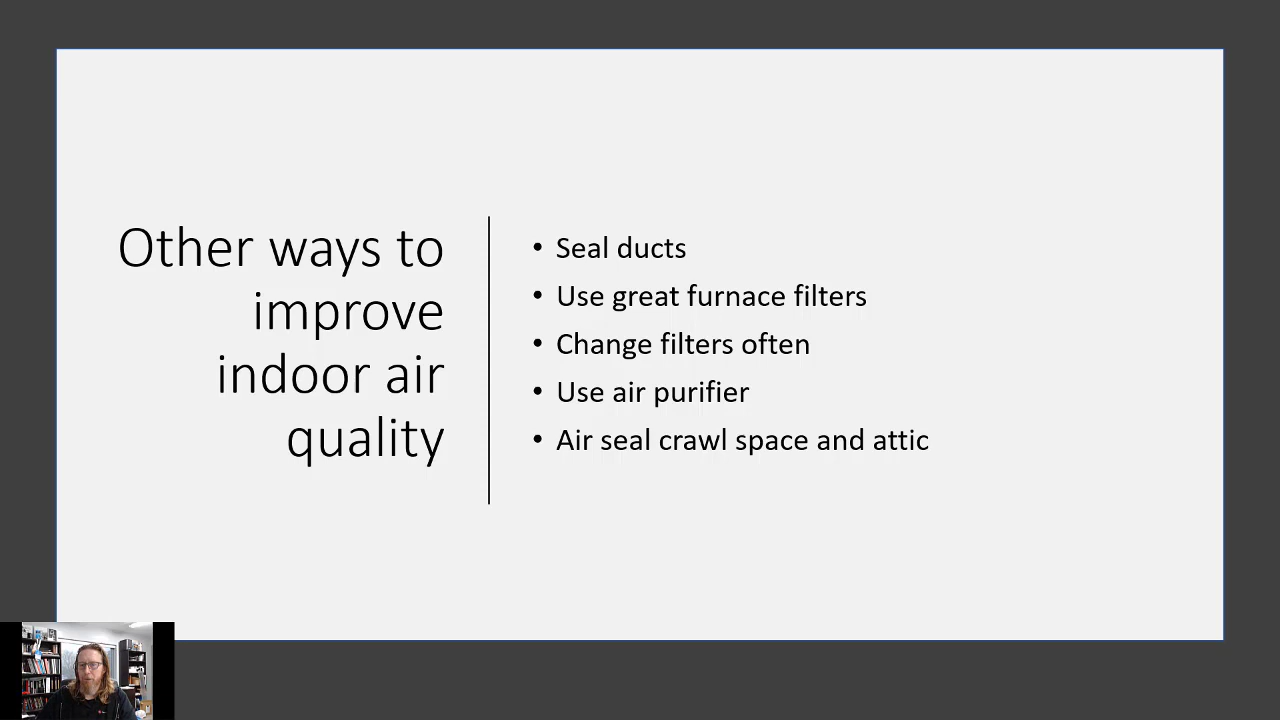 Other ways to
improve
indoor air
quality
• Seal ducts
• Use great furnace filters
• Change filters often
• Use air purifier
• Air seal crawl space and attic